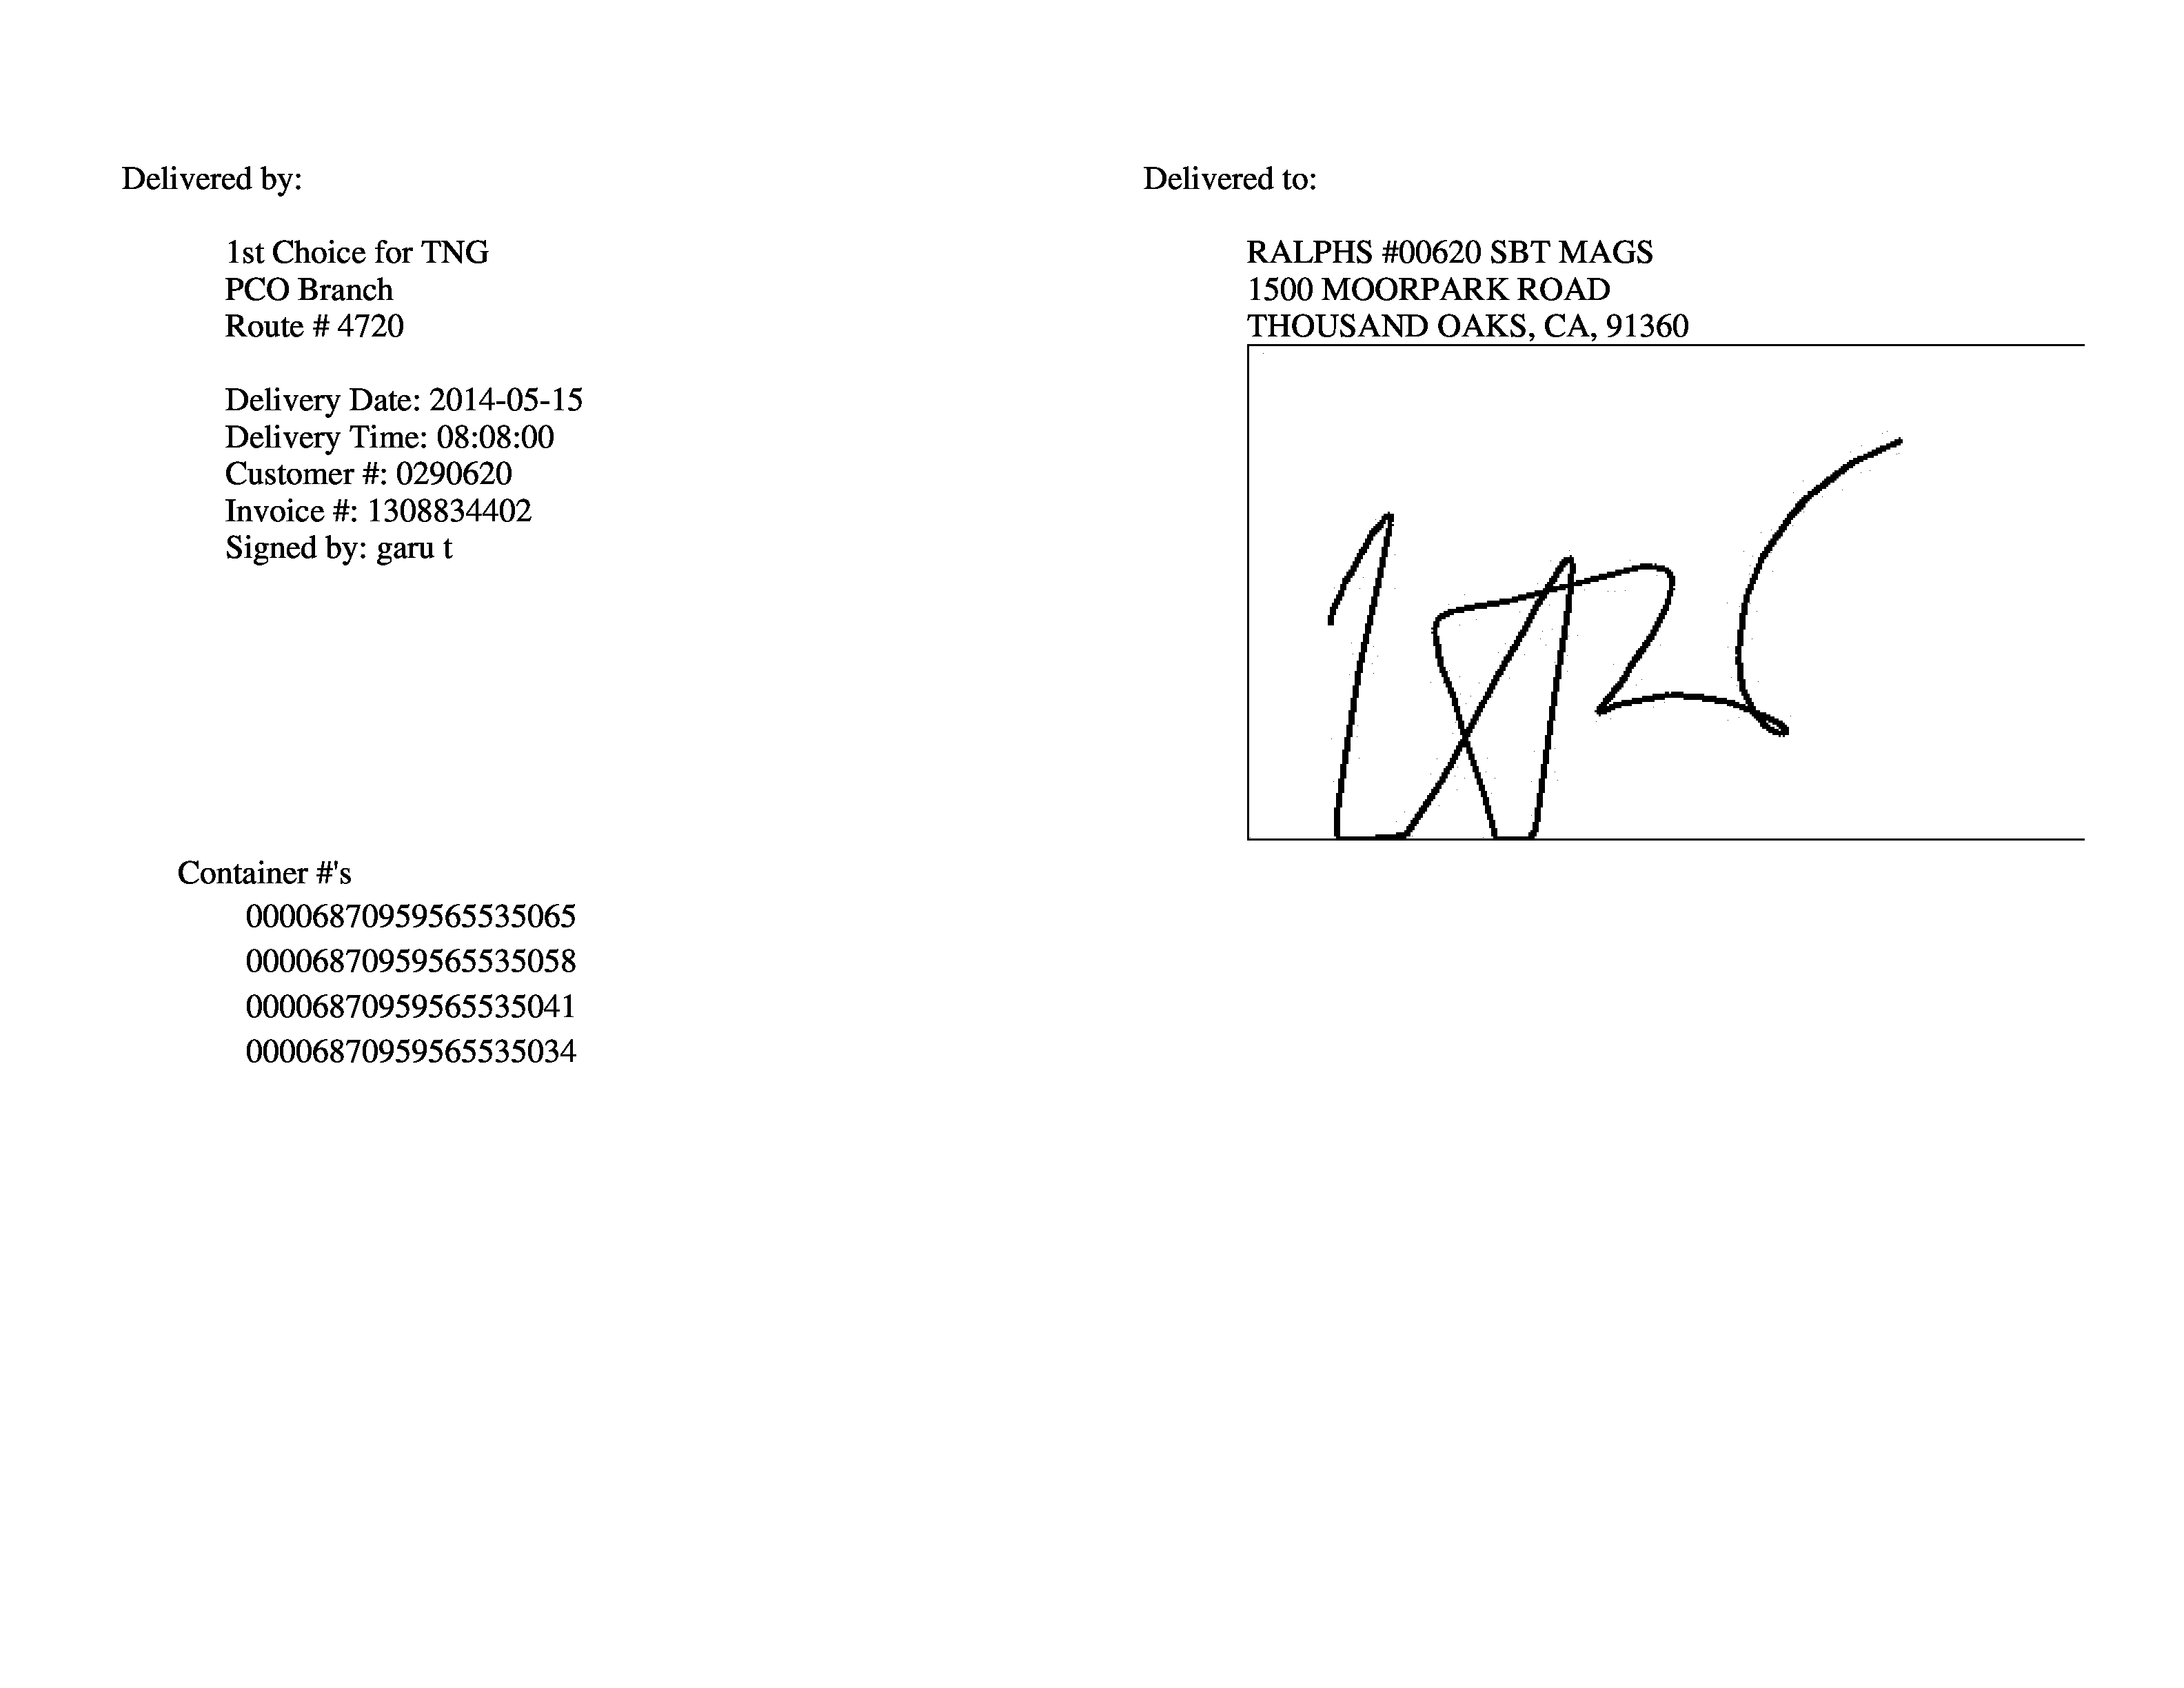 Delivered by:
1st Choice for TNG
PCO Branch
Route # 4720
Delivery Date: 2014-05-15
Delivery Time: 08:08:00
Customer #: 0290620
Invoice #: 1308834402
Signed by: garu t
Delivered to:
RALPHS #00620 SBT MAGS
1500 MOORPARK ROAD
THOUSAND OAKS, CA, 91360
Container #'s
00006870959565535065
00006870959565535058
00006870959565535041
00006870959565535034